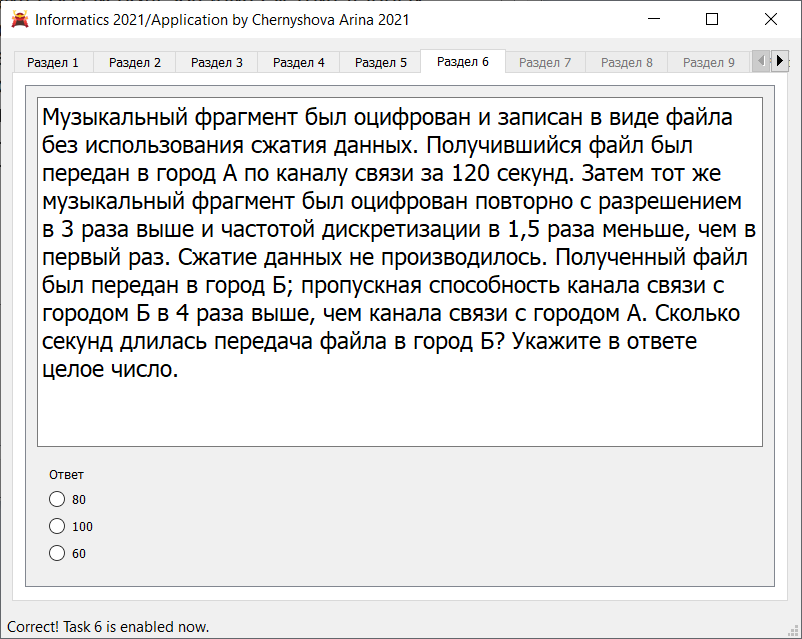 Informatics 2021/Application by Chernyshova Arina 2021
Раздел 1 Раздел 2 Раздел 3 Раздел 4 Раздел 5 Раздел 6 Раздел 7 Раздел 8 Раздел 9
Музыкальный фрагмент был оцифрован и записан в виде файла
без использования сжатия данных. Получившийся файл был
передан в город А по каналу связи за 120 секунд. Затем тот же
музыкальный фрагмент был оцифрован повторно с разрешением
в 3 раза выше и частотой дискретизации в 1,5 раза меньше, чем в
первый раз. Сжатие данных не производилось. Полученный файл
был передан в город Б; пропускная способность канала связи с
городом Б в 4 раза выше, чем канала связи с городом А. Сколько
секунд длилась передача файла в город Б? Укажите в ответе
целое число.
Ответ
80
100
60
Correct! Task 6 is enabled now.